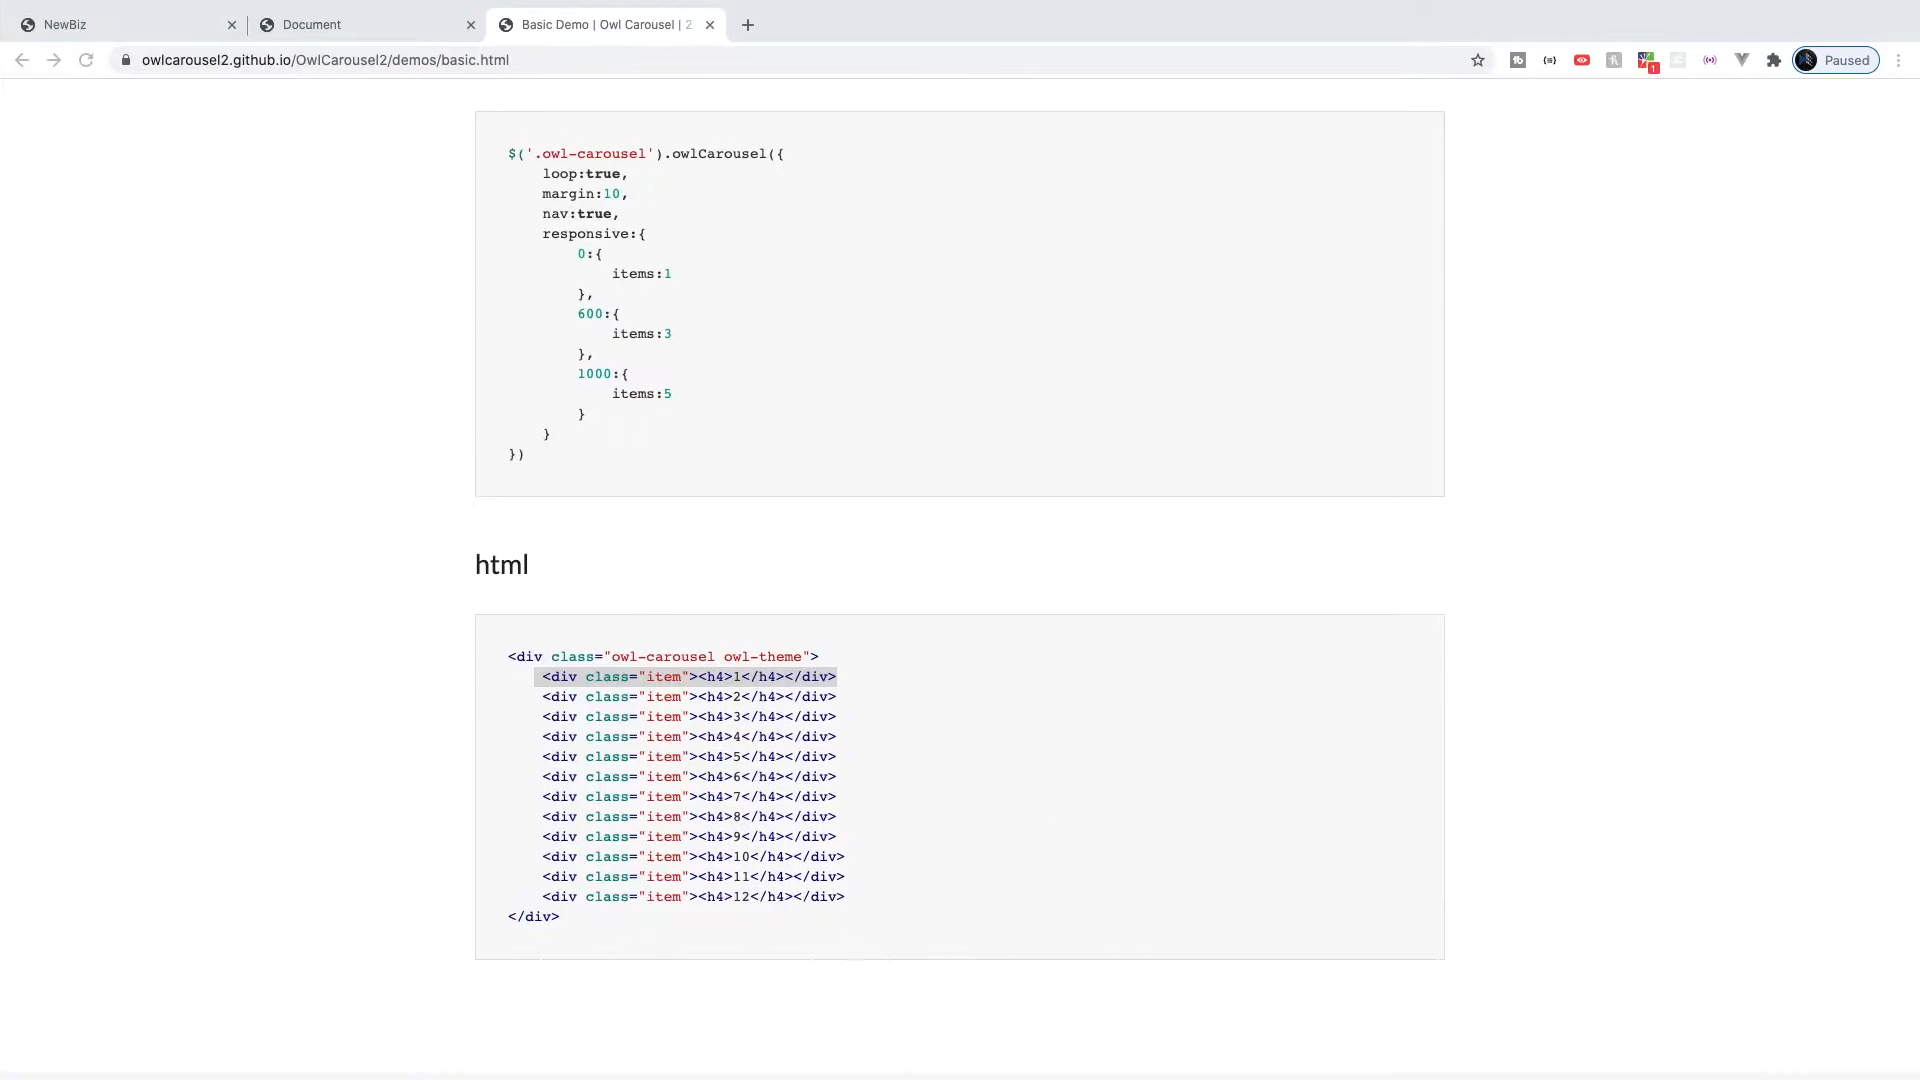 NewBiz
Document
Basic Demo | Owl Carousel | 2
owlcarousel2.github.io/OwlCarousel2/demos/basic.html
1
Paused
$('.owl-carousel').owlCarousel({
    loop:true,
    margin:10,
    nav:true,
    responsive:{
        0:{
            items:1
        },
        600:{
            items:3
        },
        1000:{
            items:5
        }
    }
})
html
<div class="owl-carousel owl-theme">
    <div class="item"><h4>1</h4></div>
    <div class="item"><h4>2</h4></div>
    <div class="item"><h4>3</h4></div>
    <div class="item"><h4>4</h4></div>
    <div class="item"><h4>5</h4></div>
    <div class="item"><h4>6</h4></div>
    <div class="item"><h4>7</h4></div>
    <div class="item"><h4>8</h4></div>
    <div class="item"><h4>9</h4></div>
    <div class="item"><h4>10</h4></div>
    <div class="item"><h4>11</h4></div>
    <div class="item"><h4>12</h4></div>
</div>